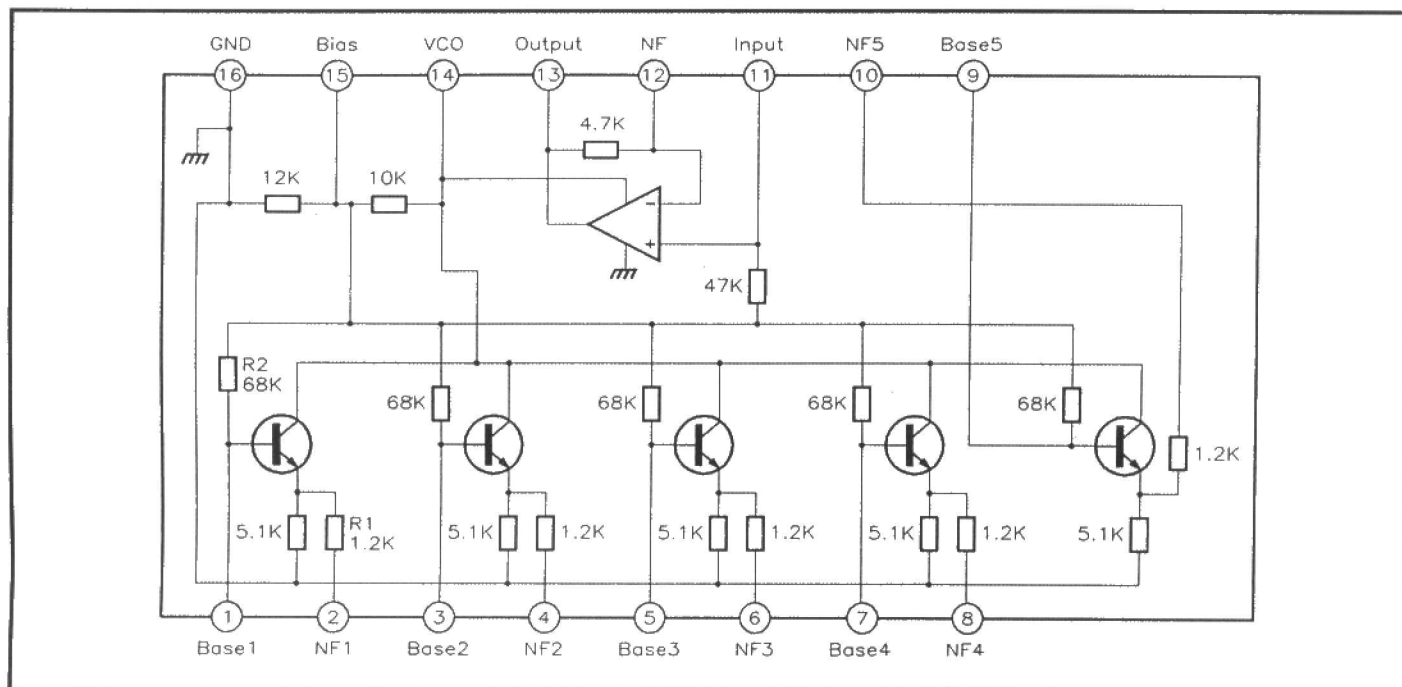 GND Bias VCO Output NF Input NF5 Base5
16 15 14 13 12 11 10 9
4.7K
12K 10K
−
+
47K
R2
68K
68K 68K 68K 68K
1.2K
5.1K R1
1.2K
5.1K 1.2K 5.1K 1.2K 5.1K 1.2K 5.1K
1 2 3 4 5 6 7 8
Base1 NF1 Base2 NF2 Base3 NF3 Base4 NF4